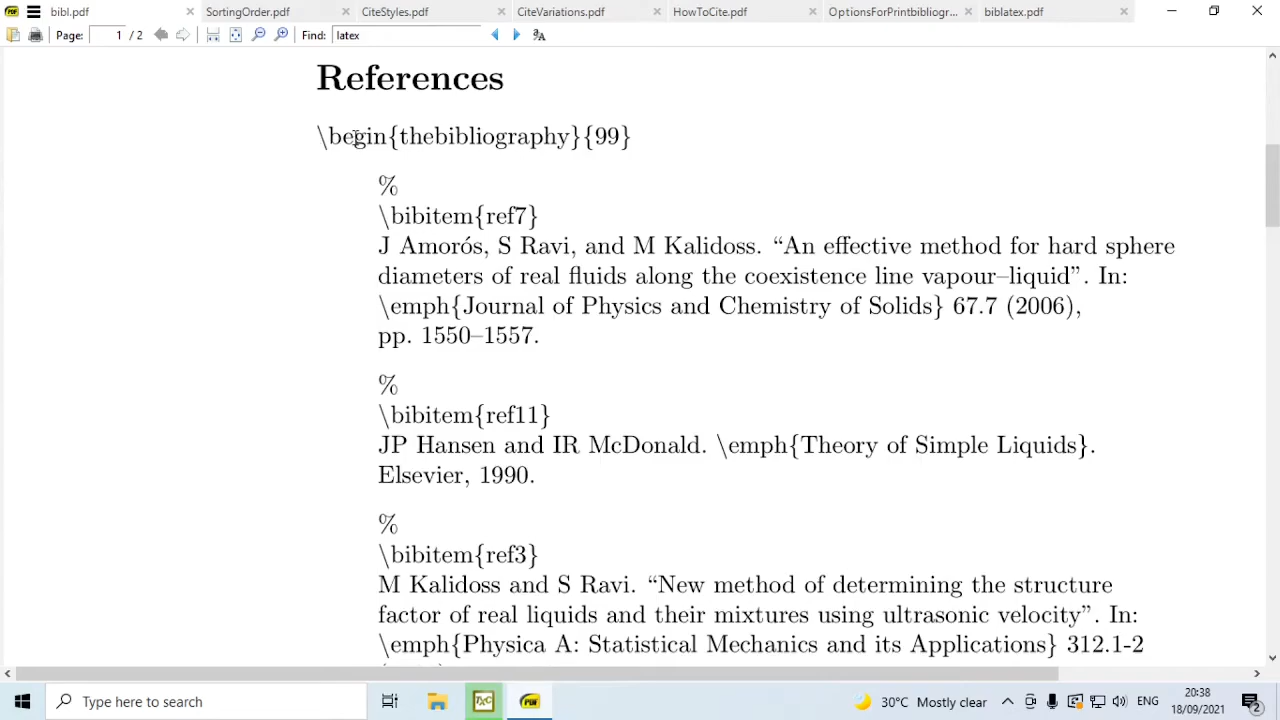 bibl.pdf
SortingOrder.pdf
CiteStyles.pdf
CiteVariations.pdf
HowToCite.pdf
OptionsForPrintbibliogr...
biblatex.pdf
Page: 1 / 2 Find: latex
References
\begin{thebibliography}{99}
%
\bibitem{ref7}
J Amorós, S Ravi, and M Kalidoss. “An effective method for hard sphere
diameters of real fluids along the coexistence line vapour–liquid”. In:
\emph{Journal of Physics and Chemistry of Solids} 67.7 (2006),
pp. 1550–1557.
%
\bibitem{ref11}
JP Hansen and IR McDonald. \emph{Theory of Simple Liquids}.
Elsevier, 1990.
%
\bibitem{ref3}
M Kalidoss and S Ravi. “New method of determining the structure
factor of real liquids and their mixtures using ultrasonic velocity”. In:
\emph{Physica A: Statistical Mechanics and its Applications} 312.1-2
Type here to search
PDF
TXC
PDF
30°C Mostly clear
ENG
18/09/2021
2